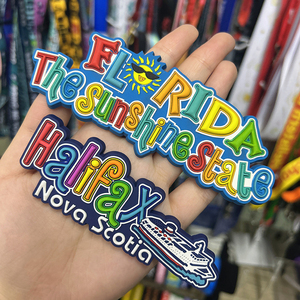 FLORIDA
The Sunshine State
Halifax
Nova Scotia